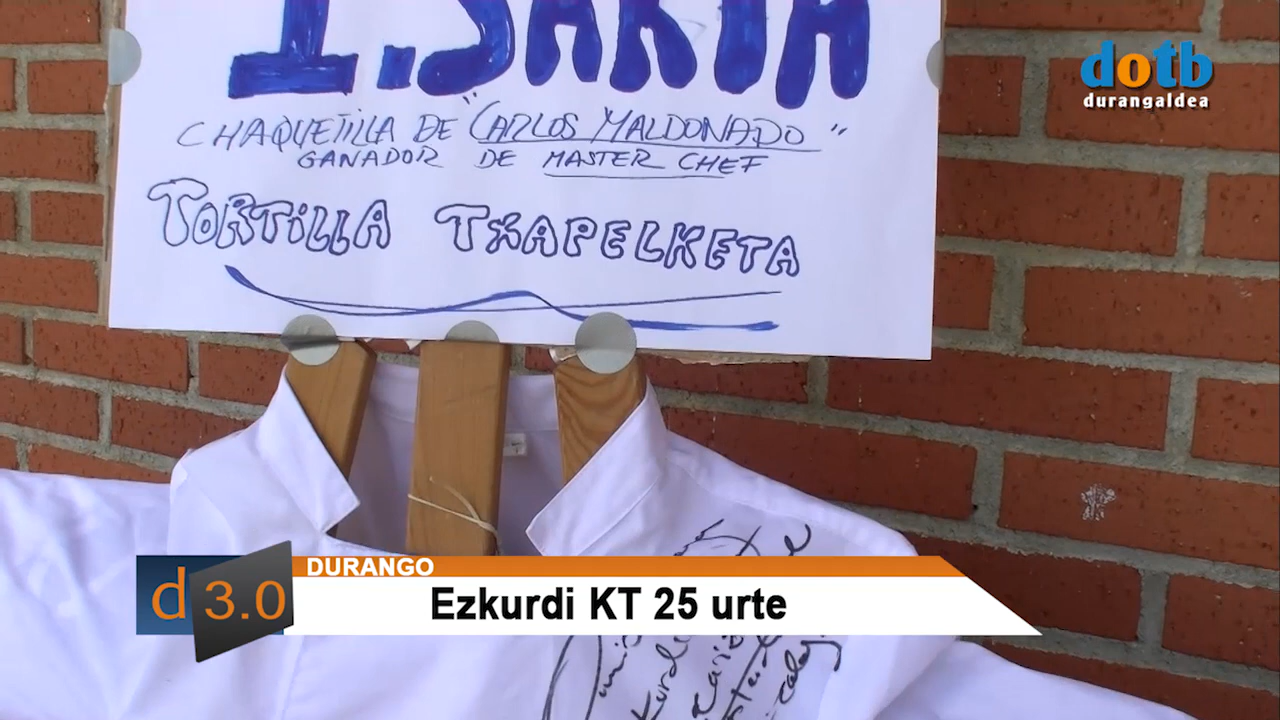 1. SARIA
CHAQUETILLA DE "CARLOS MALDONADO"
GANADOR DE MASTER CHEF
TORTILLA TXAPELKETA
dotb
durangaldea
d 3.0
DURANGO
Ezkurdi KT 25 urte